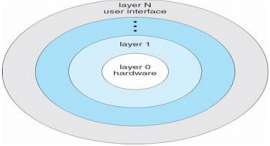 layer N
user interface
layer 1
layer 0
hardware